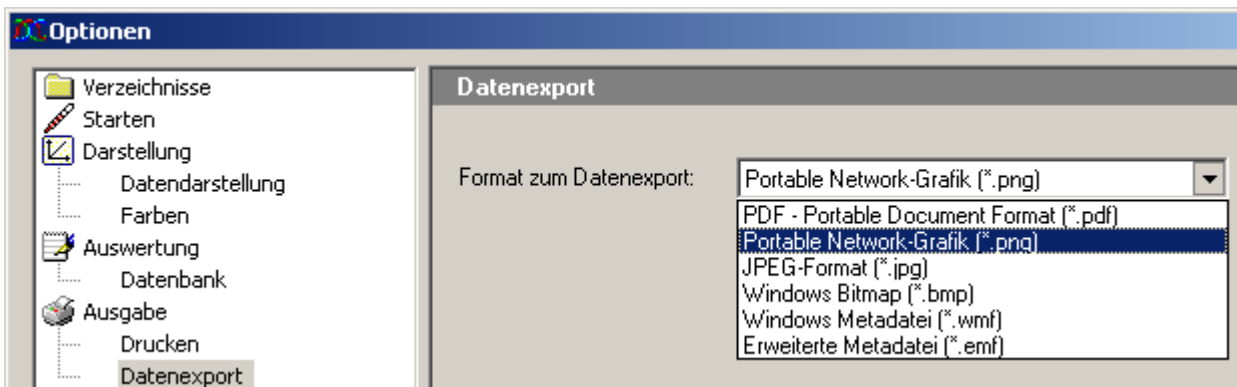 Optionen
Verzeichnisse
Starten
Darstellung
Datendarstellung
Farben
Auswertung
Datenbank
Ausgabe
Drucken
Datenexport
Datenexport
Format zum Datenexport:
Portable Network-Grafik (*.png)
PDF - Portable Document Format (*.pdf)
Portable Network-Grafik (*.png)
JPEG-Format (*.jpg)
Windows Bitmap (*.bmp)
Windows Metadatei (*.wmf)
Erweiterte Metadatei (*.emf)